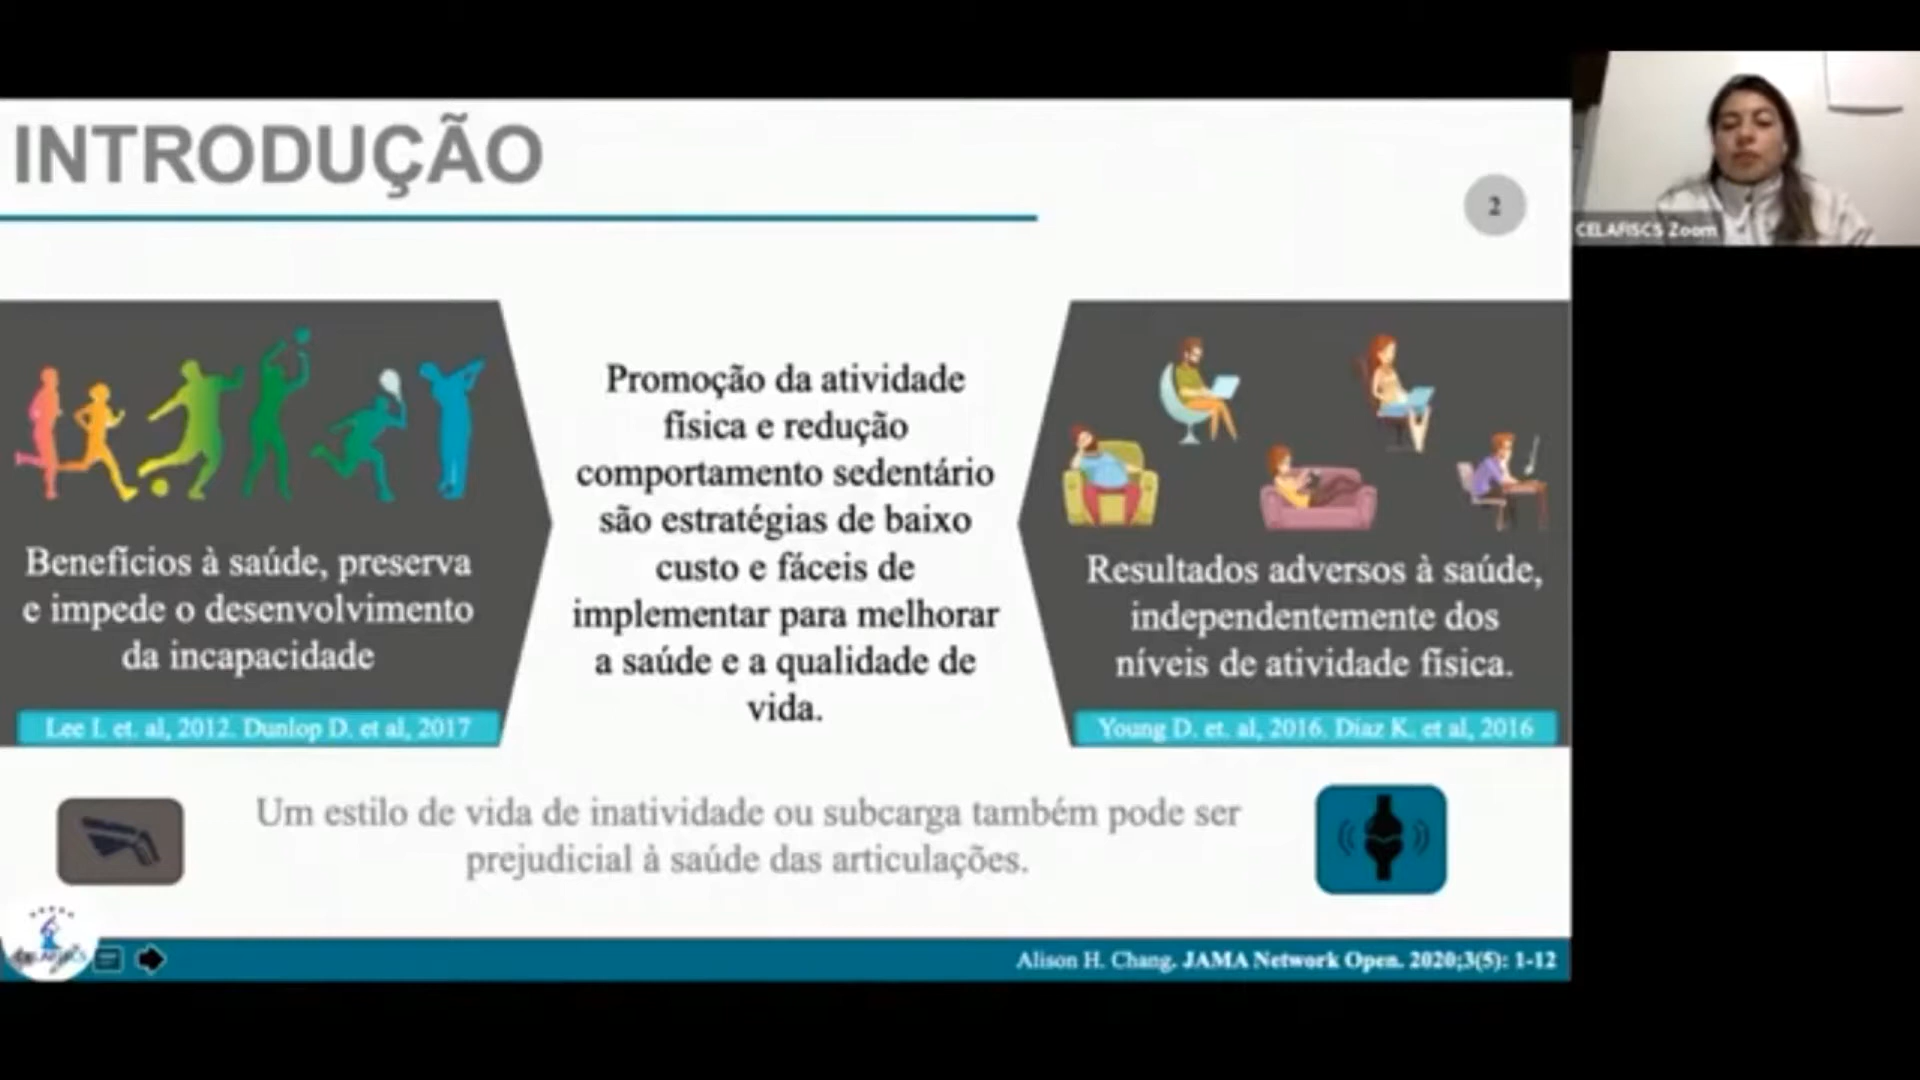 INTRODUÇÃO
2
CELAFISCS Zoom
Benefícios à saúde, preserva
e impede o desenvolvimento
da incapacidade
Lee I. et. al, 2012. Dunlop D. et al, 2017
Promoção da atividade
física e redução
comportamento sedentário
são estratégias de baixo
custo e fáceis de
implementar para melhorar
a saúde e a qualidade de
vida.
Resultados adversos à saúde,
independentemente dos
níveis de atividade física.
Young D. et. al, 2016. Diaz K. et al, 2016
Um estilo de vida de inatividade ou subcarga também pode ser
prejudicial à saúde das articulações.
Alison H. Chang. JAMA Network Open. 2020;3(5): 1-12